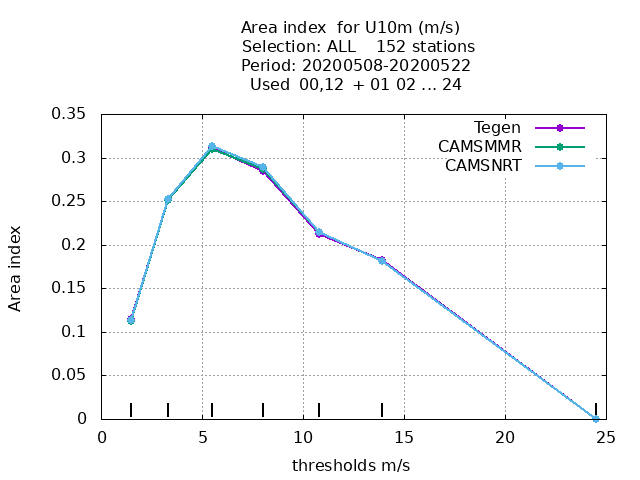 Area index  for U10m (m/s)
Selection: ALL    152 stations
Period: 20200508-20200522
Used  00,12  + 01 02 ... 24
Tegen
CAMSMMR
CAMSNRT
0.35
0.3
0.25
0.2
0.15
0.1
0.05
0
Area index
0 5 10 15 20 25
thresholds m/s